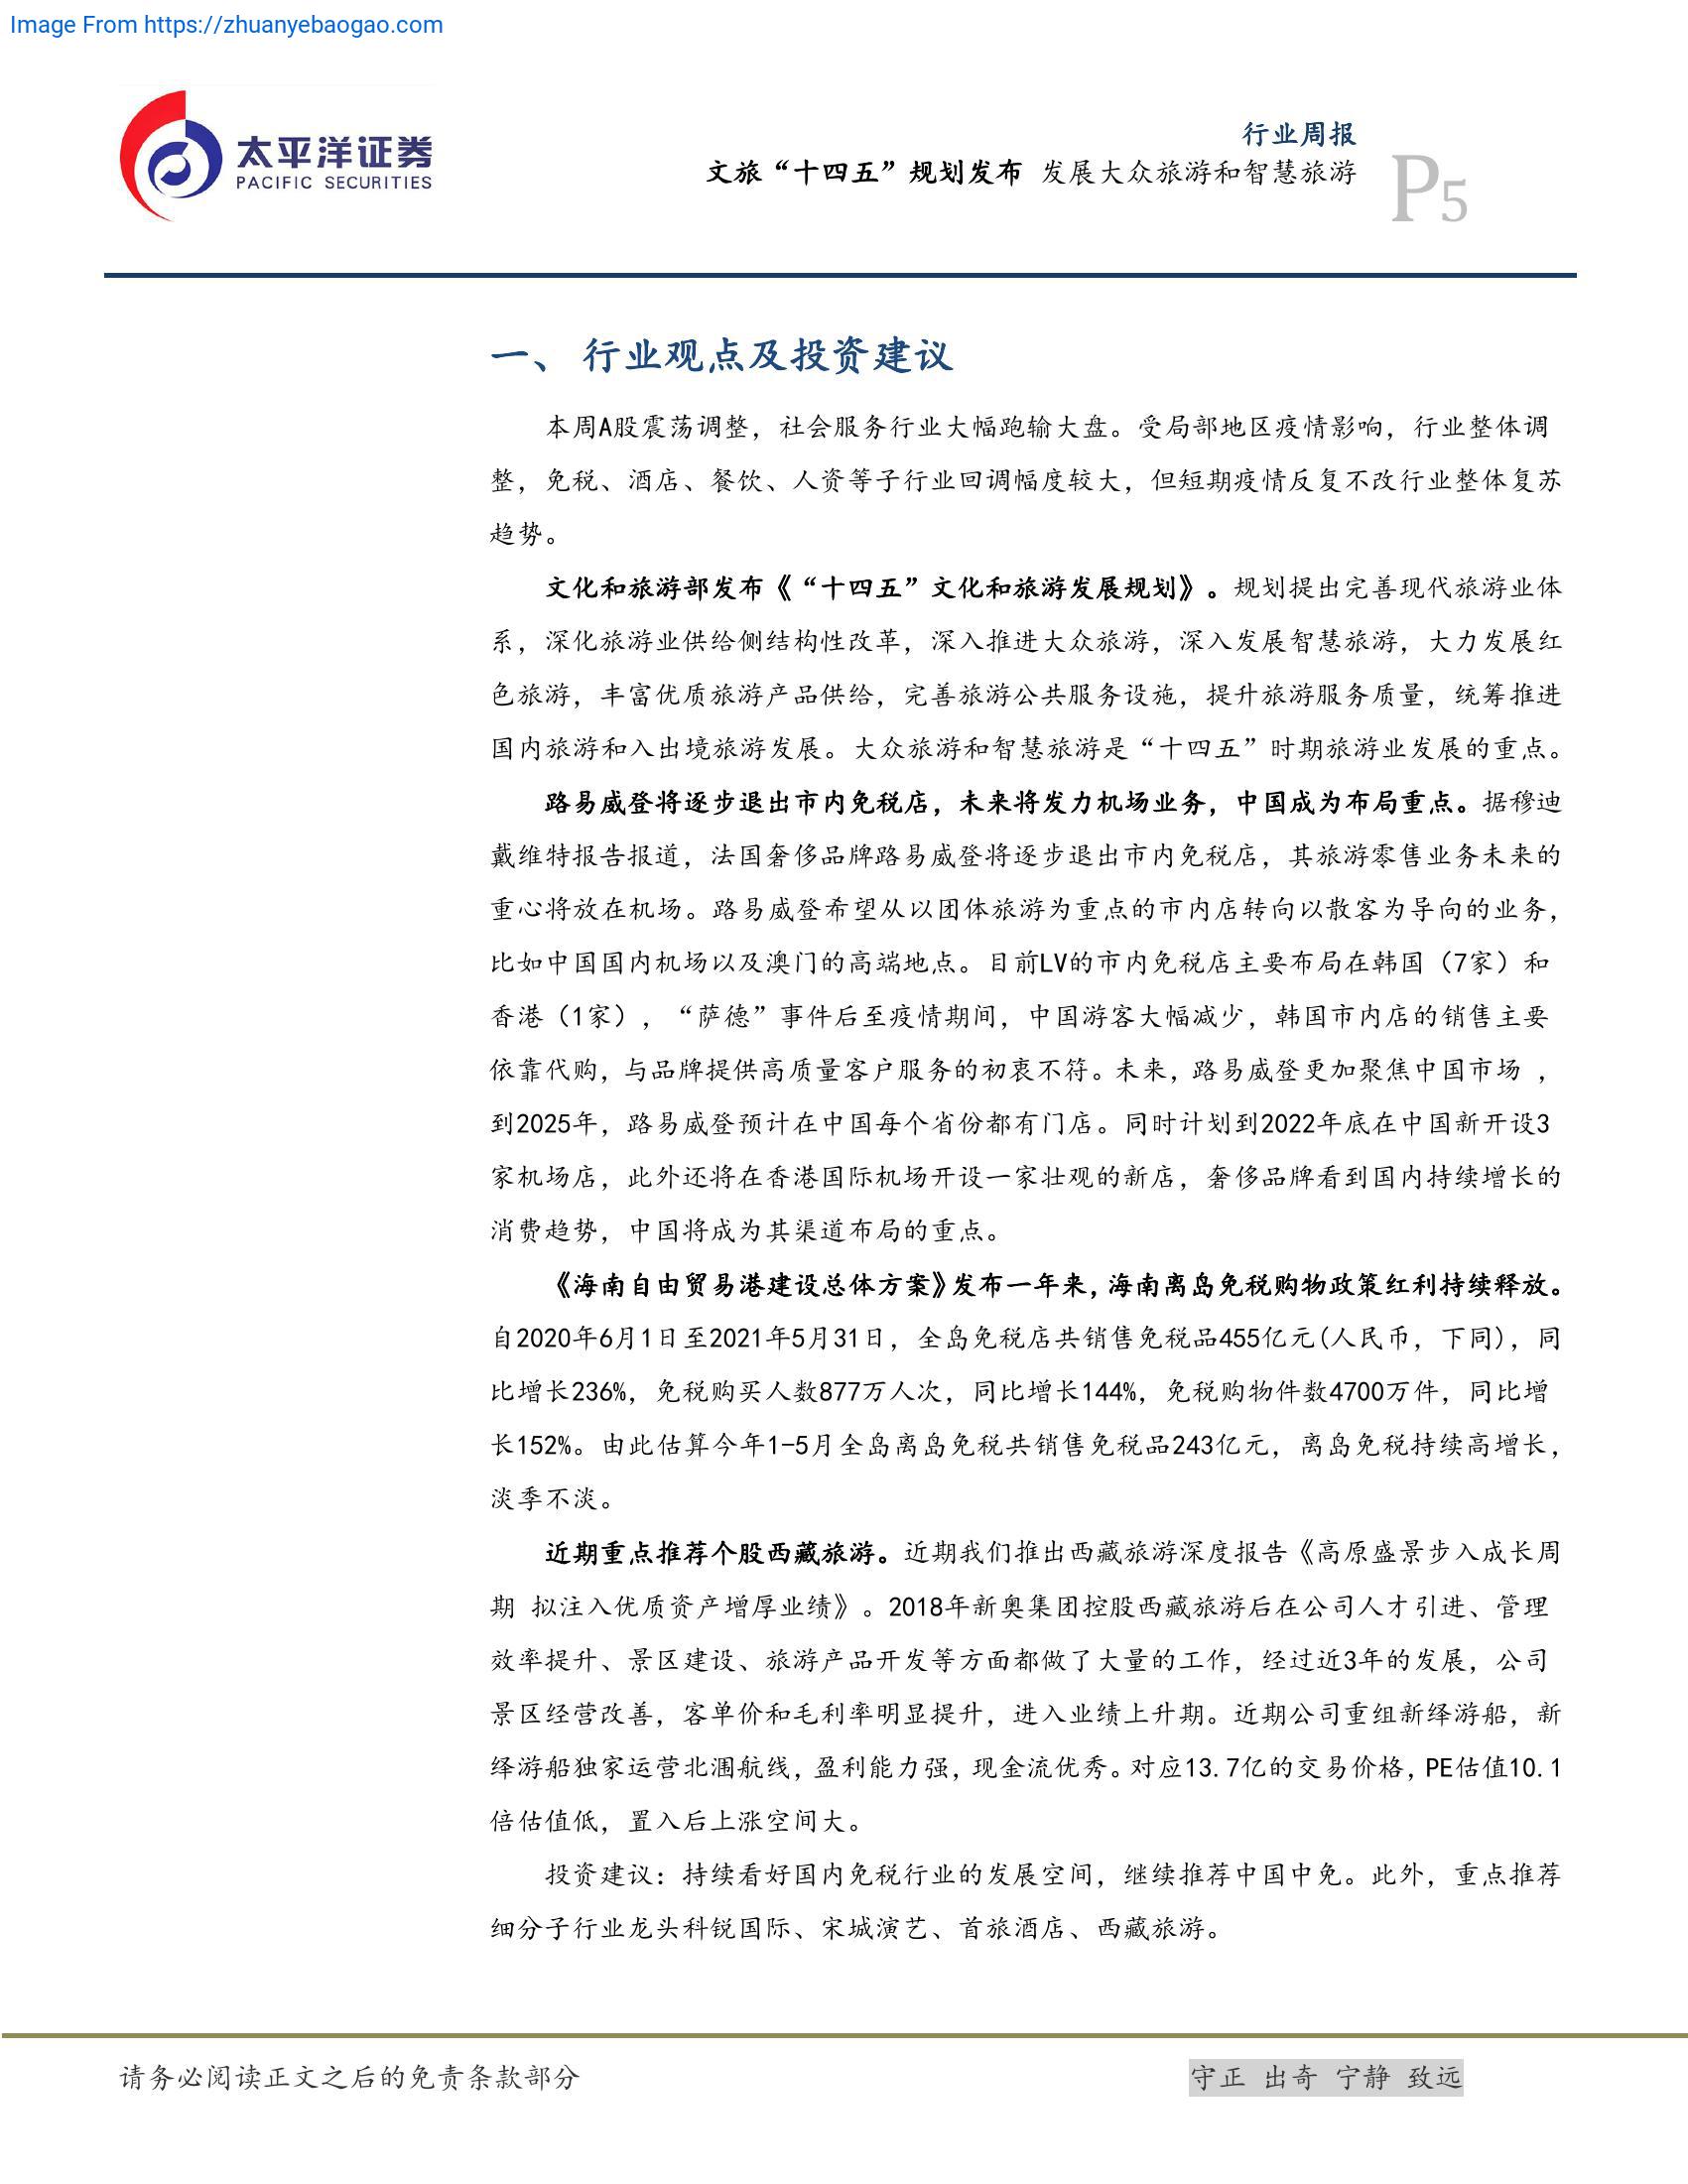 Image From https://zhuanyebaogao.com
太平洋证券
PACIFIC SECURITIES
行业周报
文旅“十四五”规划发布 发展大众旅游和智慧旅游
P5
一、 行业观点及投资建议
本周A股震荡调整，社会服务行业大幅跑输大盘。受局部地区疫情影响，行业整体调
整，免税、酒店、餐饮、人资等子行业回调幅度较大，但短期疫情反复不改行业整体复苏
趋势。
文化和旅游部发布《“十四五”文化和旅游发展规划》。规划提出完善现代旅游业体
系，深化旅游业供给侧结构性改革，深入推进大众旅游，深入发展智慧旅游，大力发展红
色旅游，丰富优质旅游产品供给，完善旅游公共服务设施，提升旅游服务质量，统筹推进
国内旅游和入出境旅游发展。大众旅游和智慧旅游是“十四五”时期旅游业发展的重点。
路易威登将逐步退出市内免税店，未来将发力机场业务，中国成为布局重点。据穆迪
戴维特报告报道，法国奢侈品牌路易威登将逐步退出市内免税店，其旅游零售业务未来的
重心将放在机场。路易威登希望从以团体旅游为重点的市内店转向以散客为导向的业务，
比如中国国内机场以及澳门的高端地点。目前LV的市内免税店主要布局在韩国（7家）和
香港（1家），“萨德”事件后至疫情期间，中国游客大幅减少，韩国市内店的销售主要
依靠代购，与品牌提供高质量客户服务的初衷不符。未来，路易威登更加聚焦中国市场 ，
到2025年，路易威登预计在中国每个省份都有门店。同时计划到2022年底在中国新开设3
家机场店，此外还将在香港国际机场开设一家壮观的新店，奢侈品牌看到国内持续增长的
消费趋势，中国将成为其渠道布局的重点。
《海南自由贸易港建设总体方案》发布一年来，海南离岛免税购物政策红利持续释放。
自2020年6月1日至2021年5月31日，全岛免税店共销售免税品455亿元(人民币，下同)，同
比增长236%，免税购买人数877万人次，同比增长144%，免税购物件数4700万件，同比增
长152%。由此估算今年1-5月全岛离岛免税共销售免税品243亿元，离岛免税持续高增长，
淡季不淡。
近期重点推荐个股西藏旅游。近期我们推出西藏旅游深度报告《高原盛景步入成长周
期 拟注入优质资产增厚业绩》。2018年新奥集团控股西藏旅游后在公司人才引进、管理
效率提升、景区建设、旅游产品开发等方面都做了大量的工作，经过近3年的发展，公司
景区经营改善，客单价和毛利率明显提升，进入业绩上升期。近期公司重组新绎游船，新
绎游船独家运营北涠航线，盈利能力强，现金流优秀。对应13.7亿的交易价格，PE估值10.1
倍估值低，置入后上涨空间大。
投资建议：持续看好国内免税行业的发展空间，继续推荐中国中免。此外，重点推荐
细分子行业龙头科锐国际、宋城演艺、首旅酒店、西藏旅游。
请务必阅读正文之后的免责条款部分
守正 出奇 宁静 致远